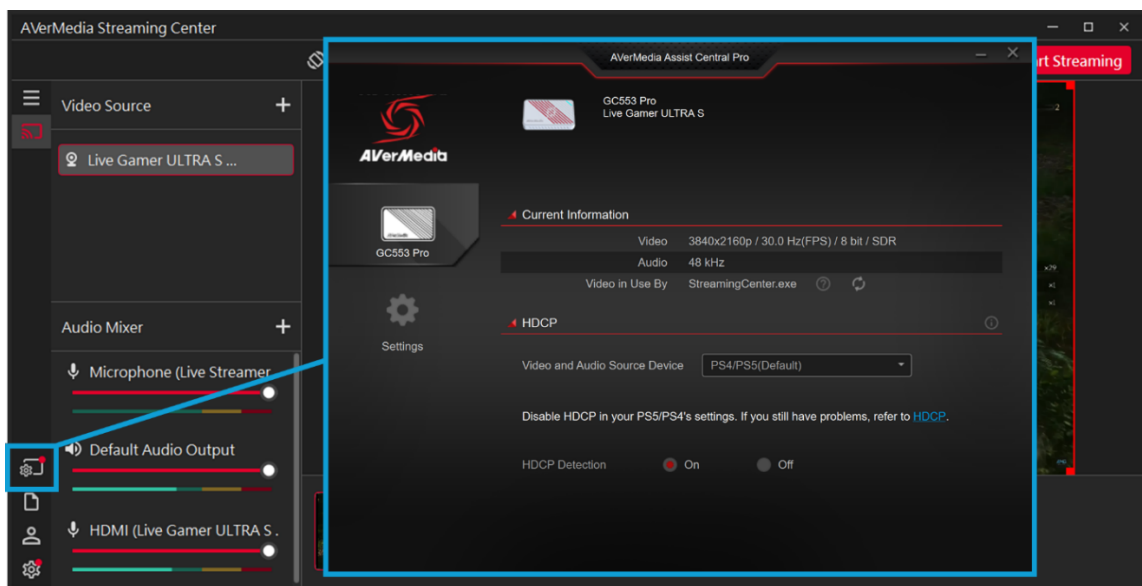 AVerMedia Streaming Center
AVerMedia Assist Central Pro
rt Streaming
Video Source
GC553 Pro
Live Gamer ULTRA S
AVerMedia
Live Gamer ULTRA S ...
Current Information
Video 3840x2160p / 30.0 Hz(FPS) / 8 bit / SDR
GC553 Pro
Audio 48 kHz
Video in Use By StreamingCenter.exe
Audio Mixer
HDCP
Settings
Video and Audio Source Device PS4/PS5(Default)
Microphone (Live Streamer
Disable HDCP in your PS5/PS4's settings. If you still have problems, refer to HDCP.
Default Audio Output
HDCP Detection On Off
HDMI (Live Gamer ULTRA S .